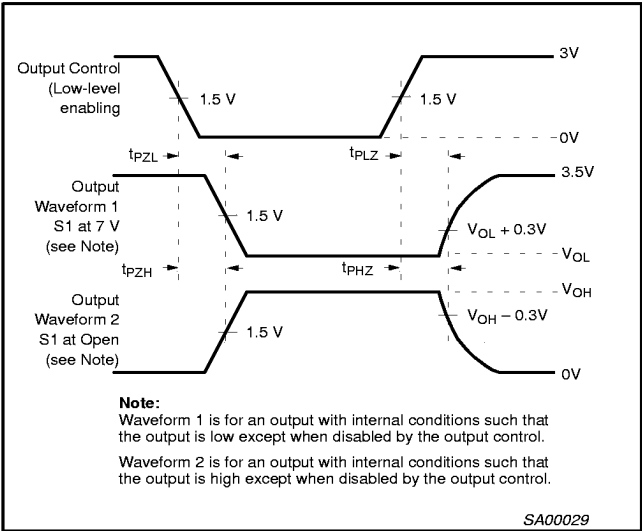 3V
Output Control
(Low-level
enabling
1.5 V
1.5 V
0V
tPZL
tPLZ
3.5V
Output
Waveform 1
S1 at 7 V
(see Note)
1.5 V
VOL + 0.3V
VOL
tPZH
tPHZ
VOH
Output
Waveform 2
S1 at Open
(see Note)
1.5 V
VOH – 0.3V
0V
Note:
Waveform 1 is for an output with internal conditions such that
the output is low except when disabled by the output control.
Waveform 2 is for an output with internal conditions such that
the output is high except when disabled by the output control.
SA00029